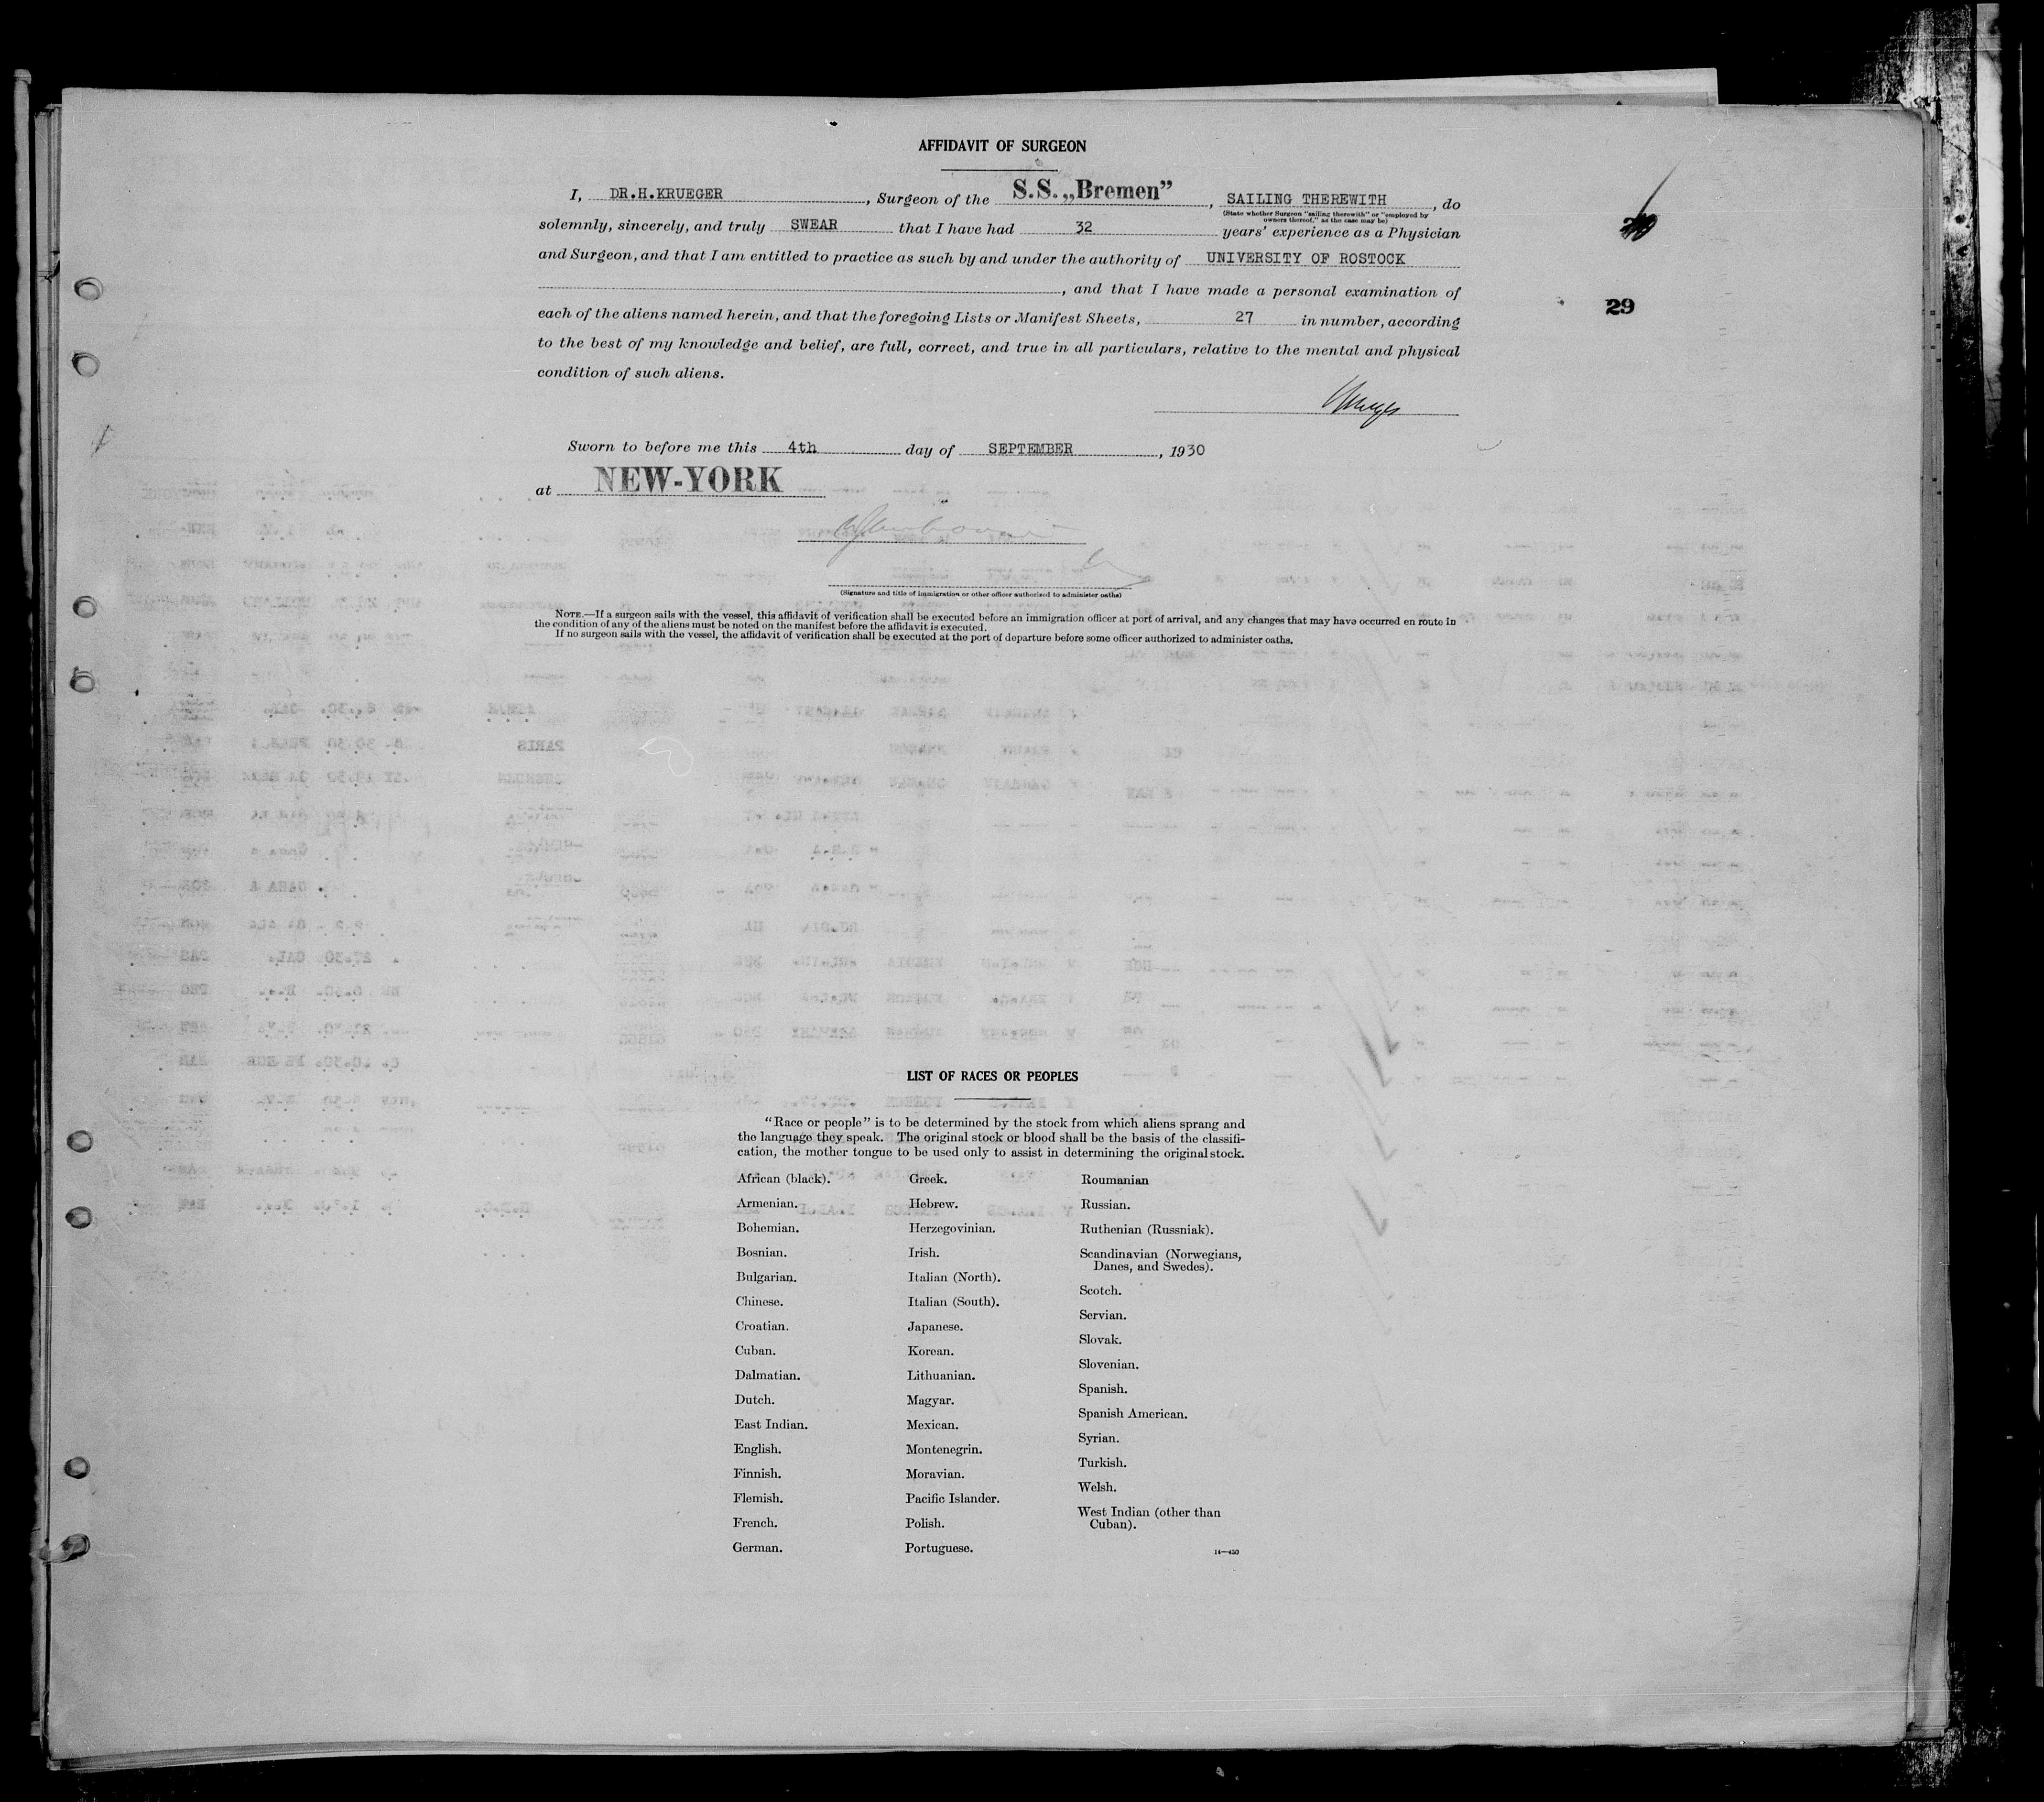 AFFIDAVIT OF SURGEON
I, DR.H.KRUEGER, Surgeon of the S.S. „Bremen”, SAILING THEREWITH, do
(State whether Surgeon "sailing therewith" or "employed by
owners thereof," as the case may be)
solemnly, sincerely, and truly SWEAR that I have had 32 years' experience as a Physician
and Surgeon, and that I am entitled to practice as such by and under the authority of UNIVERSITY OF ROSTOCK
, and that I have made a personal examination of
29
each of the aliens named herein, and that the foregoing Lists or Manifest Sheets, 27 in number, according
to the best of my knowledge and belief, are full, correct, and true in all particulars, relative to the mental and physical
condition of such aliens.
Sworn to before me this 4th day of SEPTEMBER, 1930
at NEW-YORK
(Signature and title of immigration or other officer authorized to administer oaths)
NOTE.—If a surgeon sails with the vessel, this affidavit of verification shall be executed before an immigration officer at port of arrival, and any changes that may have occurred en route in
the condition of any of the aliens must be noted on the manifest before the affidavit is executed.
If no surgeon sails with the vessel, the affidavit of verification shall be executed at the port of departure before some officer authorized to administer oaths.
LIST OF RACES OR PEOPLES
"Race or people" is to be determined by the stock from which aliens sprang and
the language they speak. The original stock or blood shall be the basis of the classifi-
cation, the mother tongue to be used only to assist in determining the original stock.
African (black).
Armenian.
Bohemian.
Bosnian.
Bulgarian.
Chinese.
Croatian.
Cuban.
Dalmatian.
Dutch.
East Indian.
English.
Finnish.
Flemish.
French.
German.
Greek.
Hebrew.
Herzegovinian.
Irish.
Italian (North).
Italian (South).
Japanese.
Korean.
Lithuanian.
Magyar.
Mexican.
Montenegrin.
Moravian.
Pacific Islander.
Polish.
Portuguese.
Roumanian
Russian.
Ruthenian (Russniak).
Scandinavian (Norwegians,
Danes, and Swedes).
Scotch.
Servian.
Slovak.
Slovenian.
Spanish.
Spanish American.
Syrian.
Turkish.
Welsh.
West Indian (other than
Cuban).
14—430